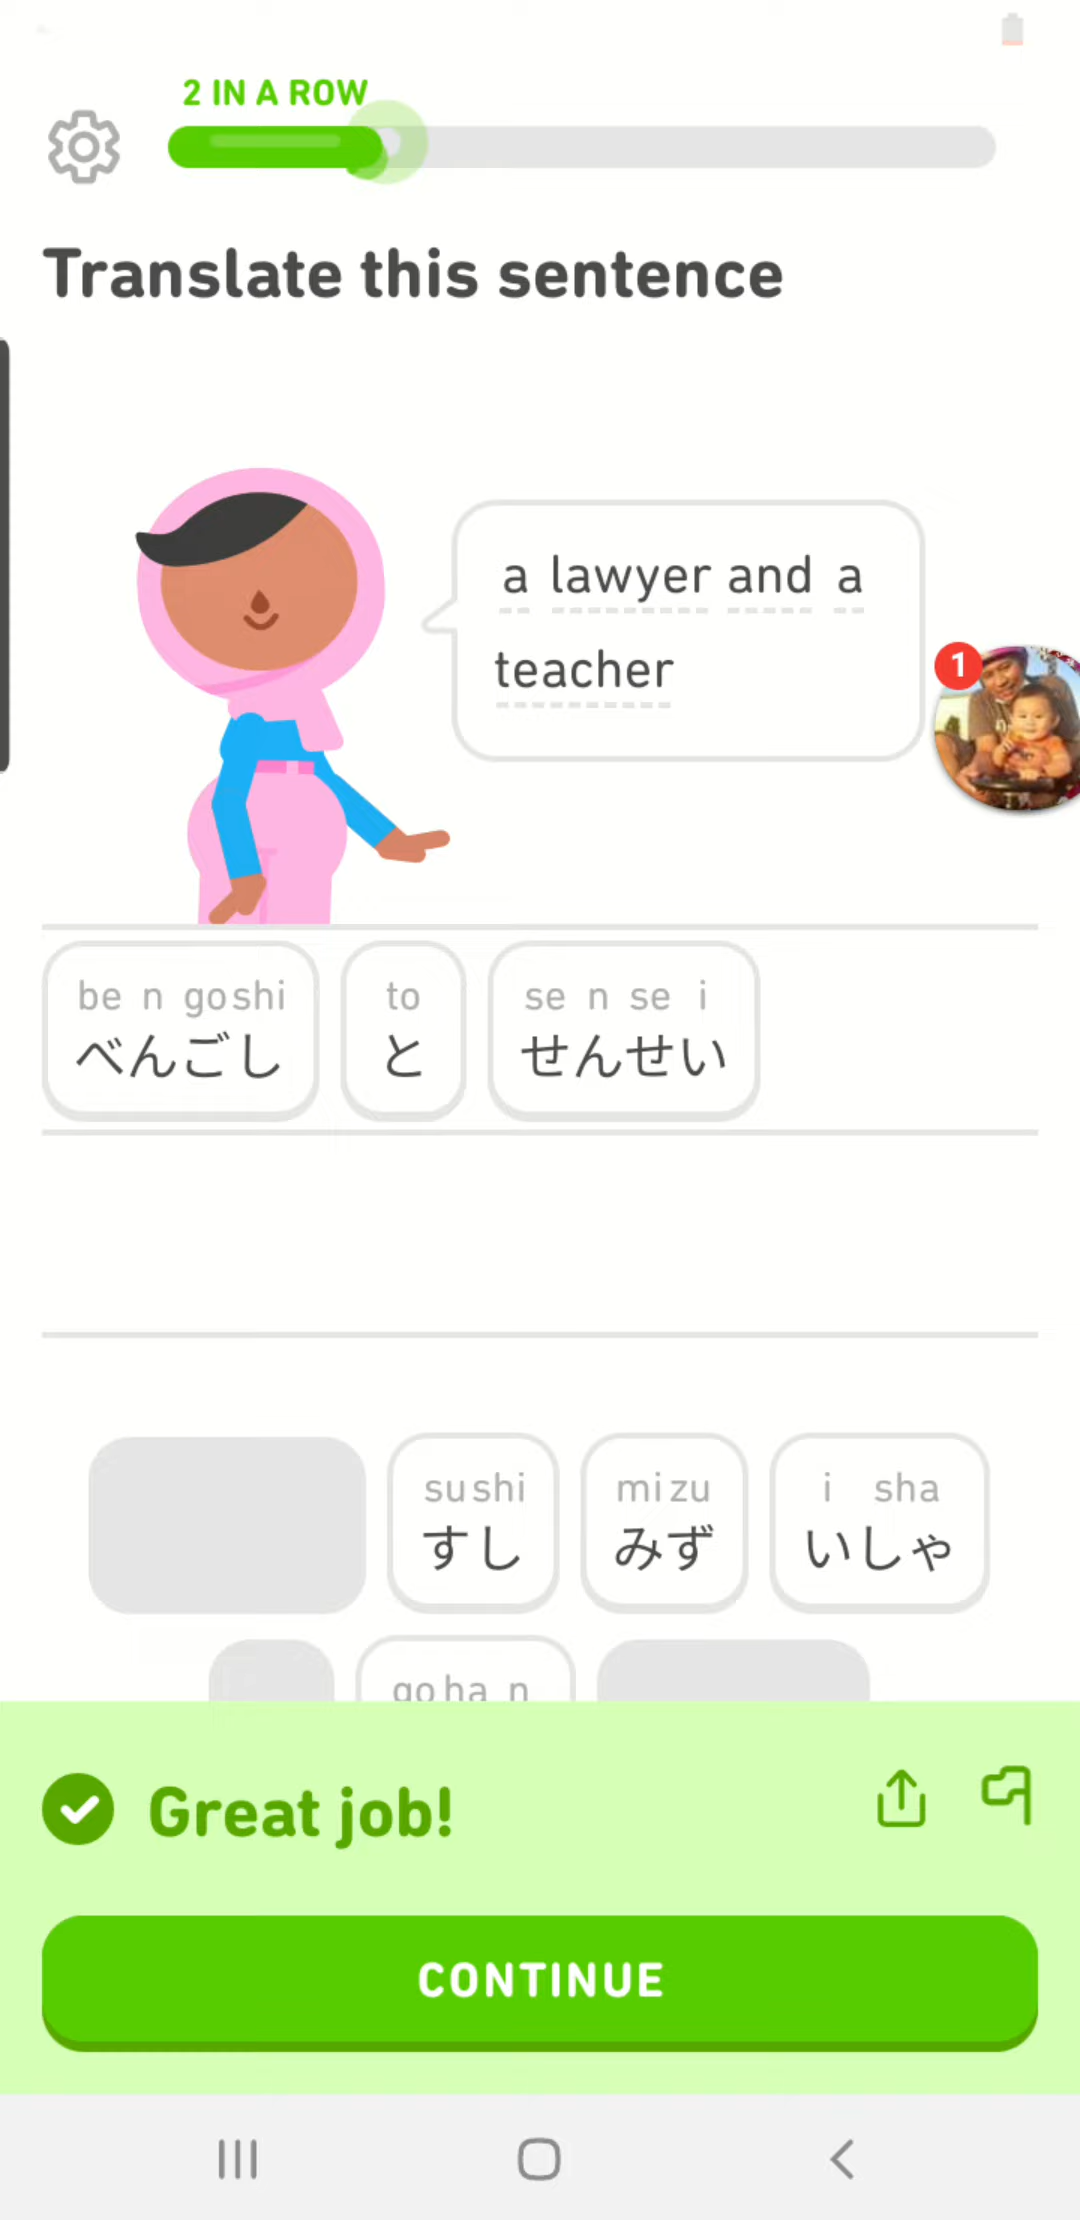 2 IN A ROW
Translate this sentence
a lawyer and a
teacher
1
be n goshi to se n se i
べんごし と せんせい
sushi mizu i sha
すし みず いしゃ
goha n
Great job!
CONTINUE